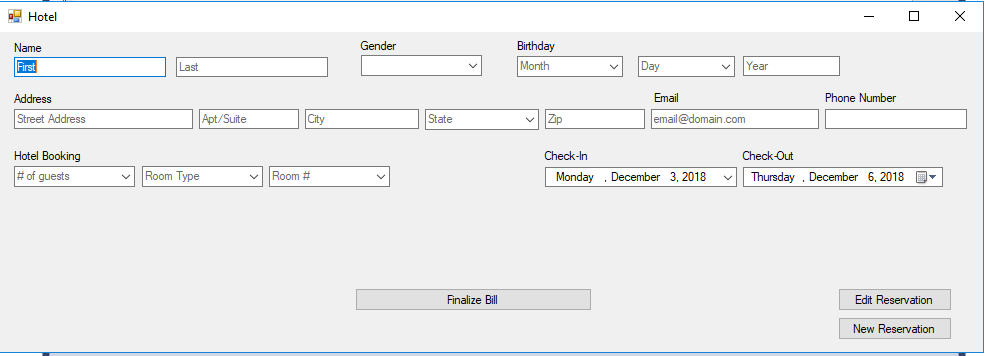 Hotel
Name Gender Birthday
First Last Month Day Year
Address Email Phone Number
Street Address Apt/Suite City State Zip email@domain.com
Hotel Booking Check-In Check-Out
# of guests Room Type Room # Monday , December 3, 2018 Thursday , December 6, 2018
Finalize Bill Edit Reservation
New Reservation